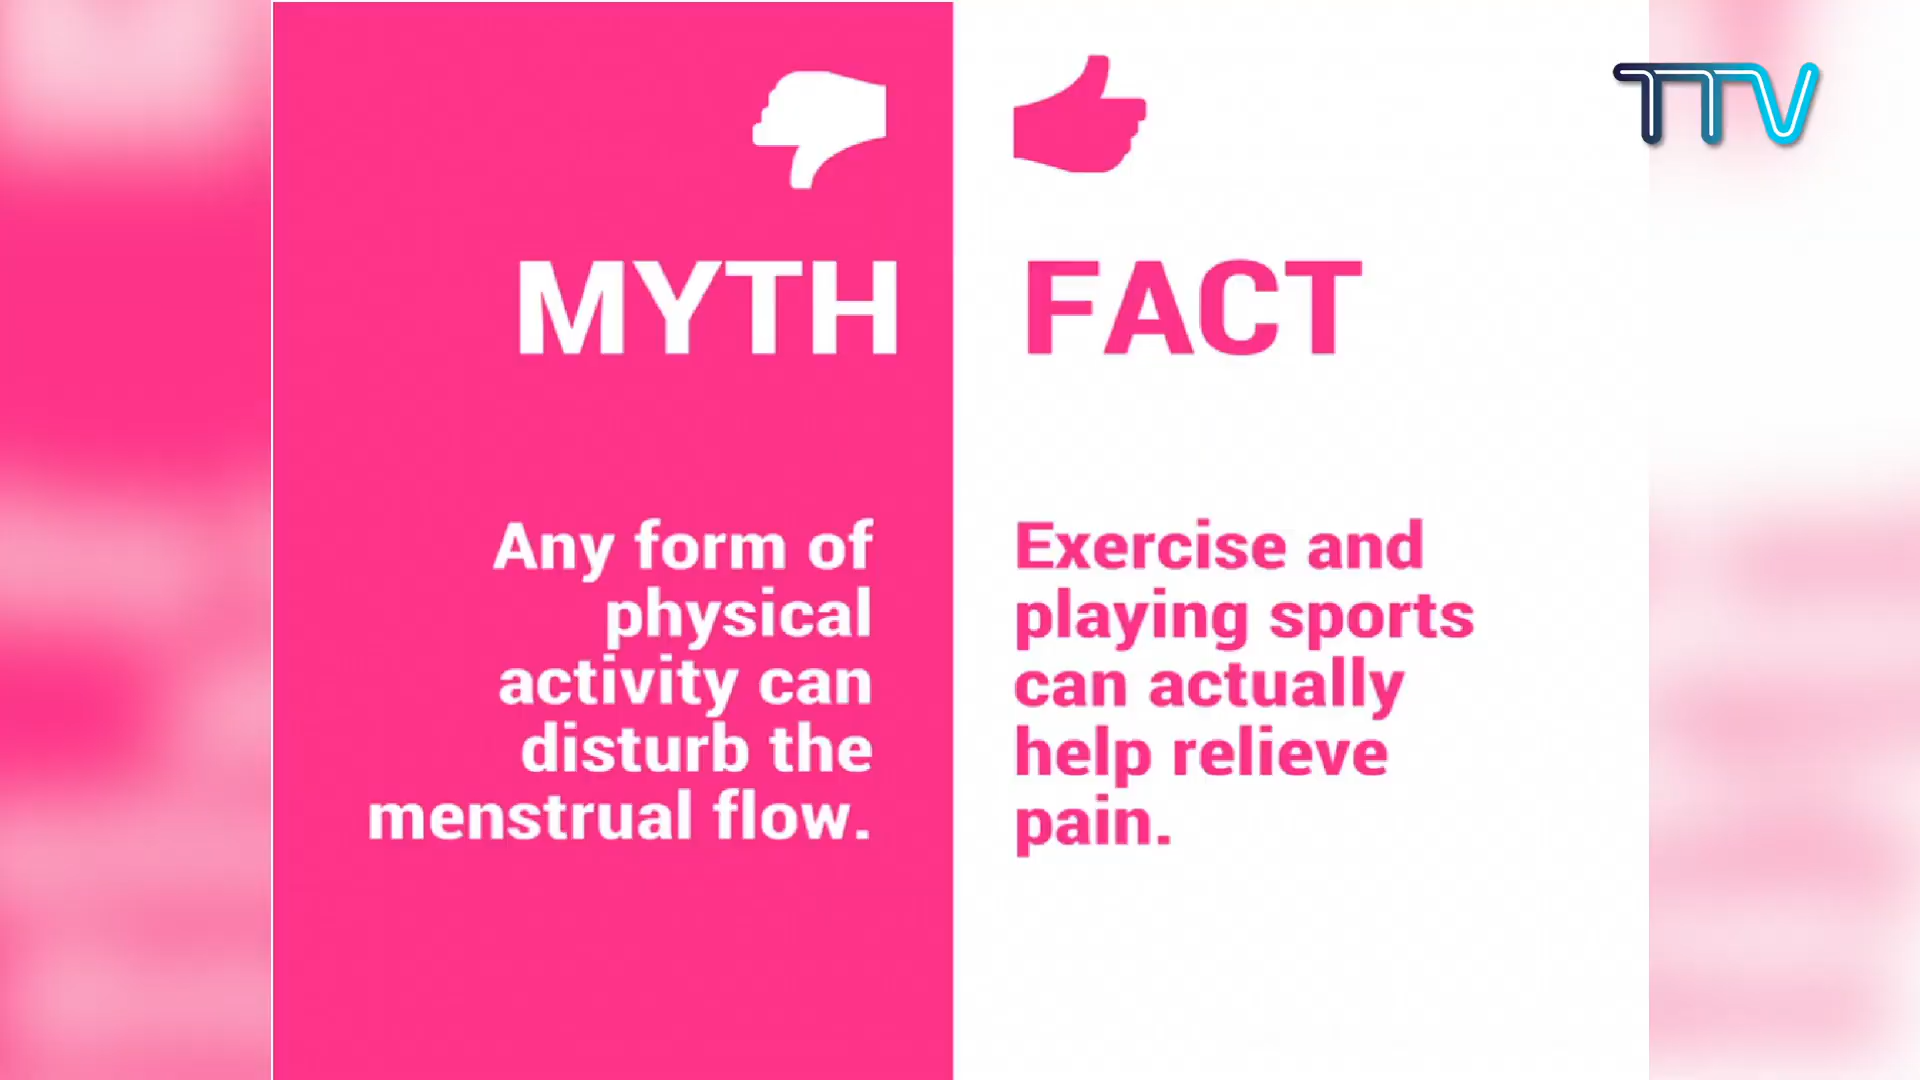 TTV
MYTH
Any form of
physical
activity can
disturb the
menstrual flow.
FACT
Exercise and
playing sports
can actually
help relieve
pain.